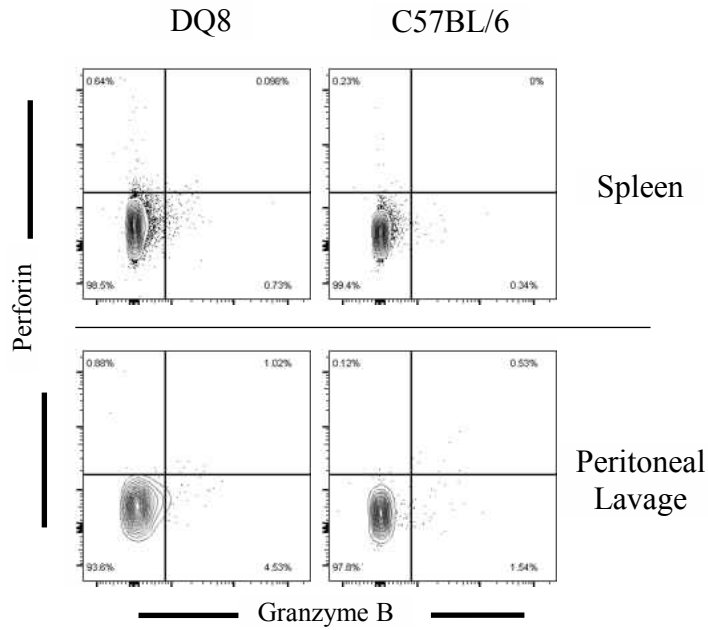 DQ8 C57BL/6
0.64% 0.098% 0.23% 0%
Spleen
98.5% 0.73% 99.4% 0.34%
Perforin
0.88% 1.02% 0.12% 0.53%
Peritoneal
Lavage
93.6% 4.53% 97.8% 1.54%
Granzyme B